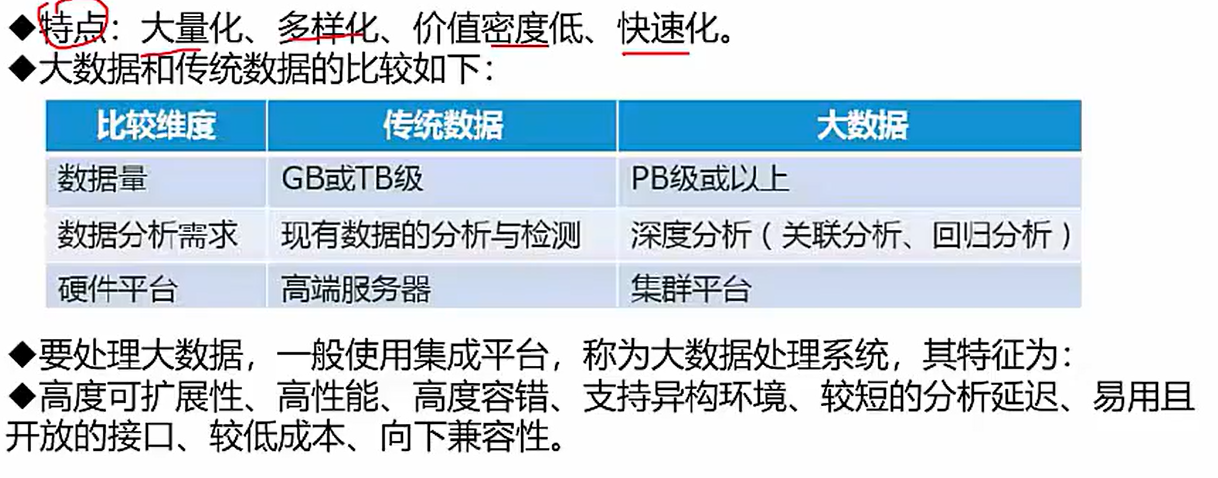 ◆特点：大量化、多样化、价值密度低、快速化。
◆大数据和传统数据的比较如下：
比较维度 传统数据 大数据
数据量 GB或TB级 PB级或以上
数据分析需求 现有数据的分析与检测 深度分析（关联分析、回归分析）
硬件平台 高端服务器 集群平台
◆要处理大数据，一般使用集成平台，称为大数据处理系统，其特征为：
◆高度可扩展性、高性能、高度容错、支持异构环境、较短的分析延迟、易用且
开放的接口、较低成本、向下兼容性。